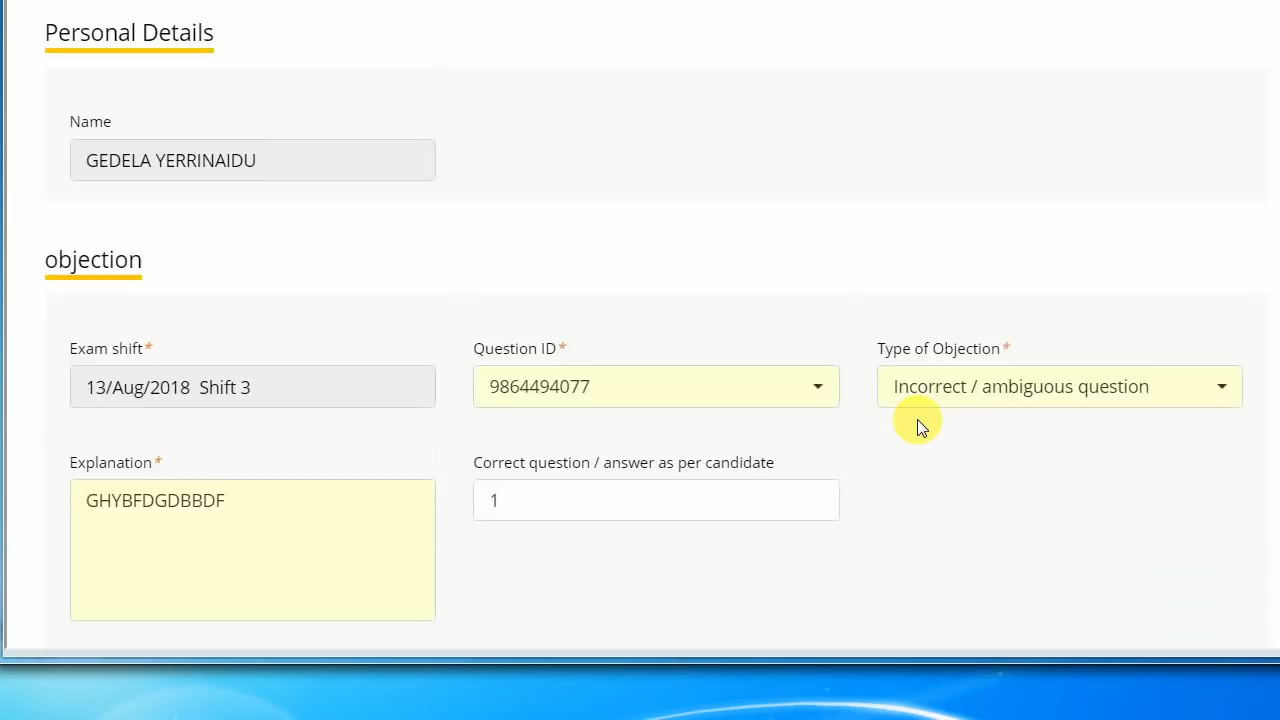 Personal Details
Name
GEDELA YERRINAIDU
objection
Exam shift* Question ID* Type of Objection*
13/Aug/2018 Shift 3 9864494077 Incorrect / ambiguous question
Explanation* Correct question / answer as per candidate
GHYBFDGDBBDF 1